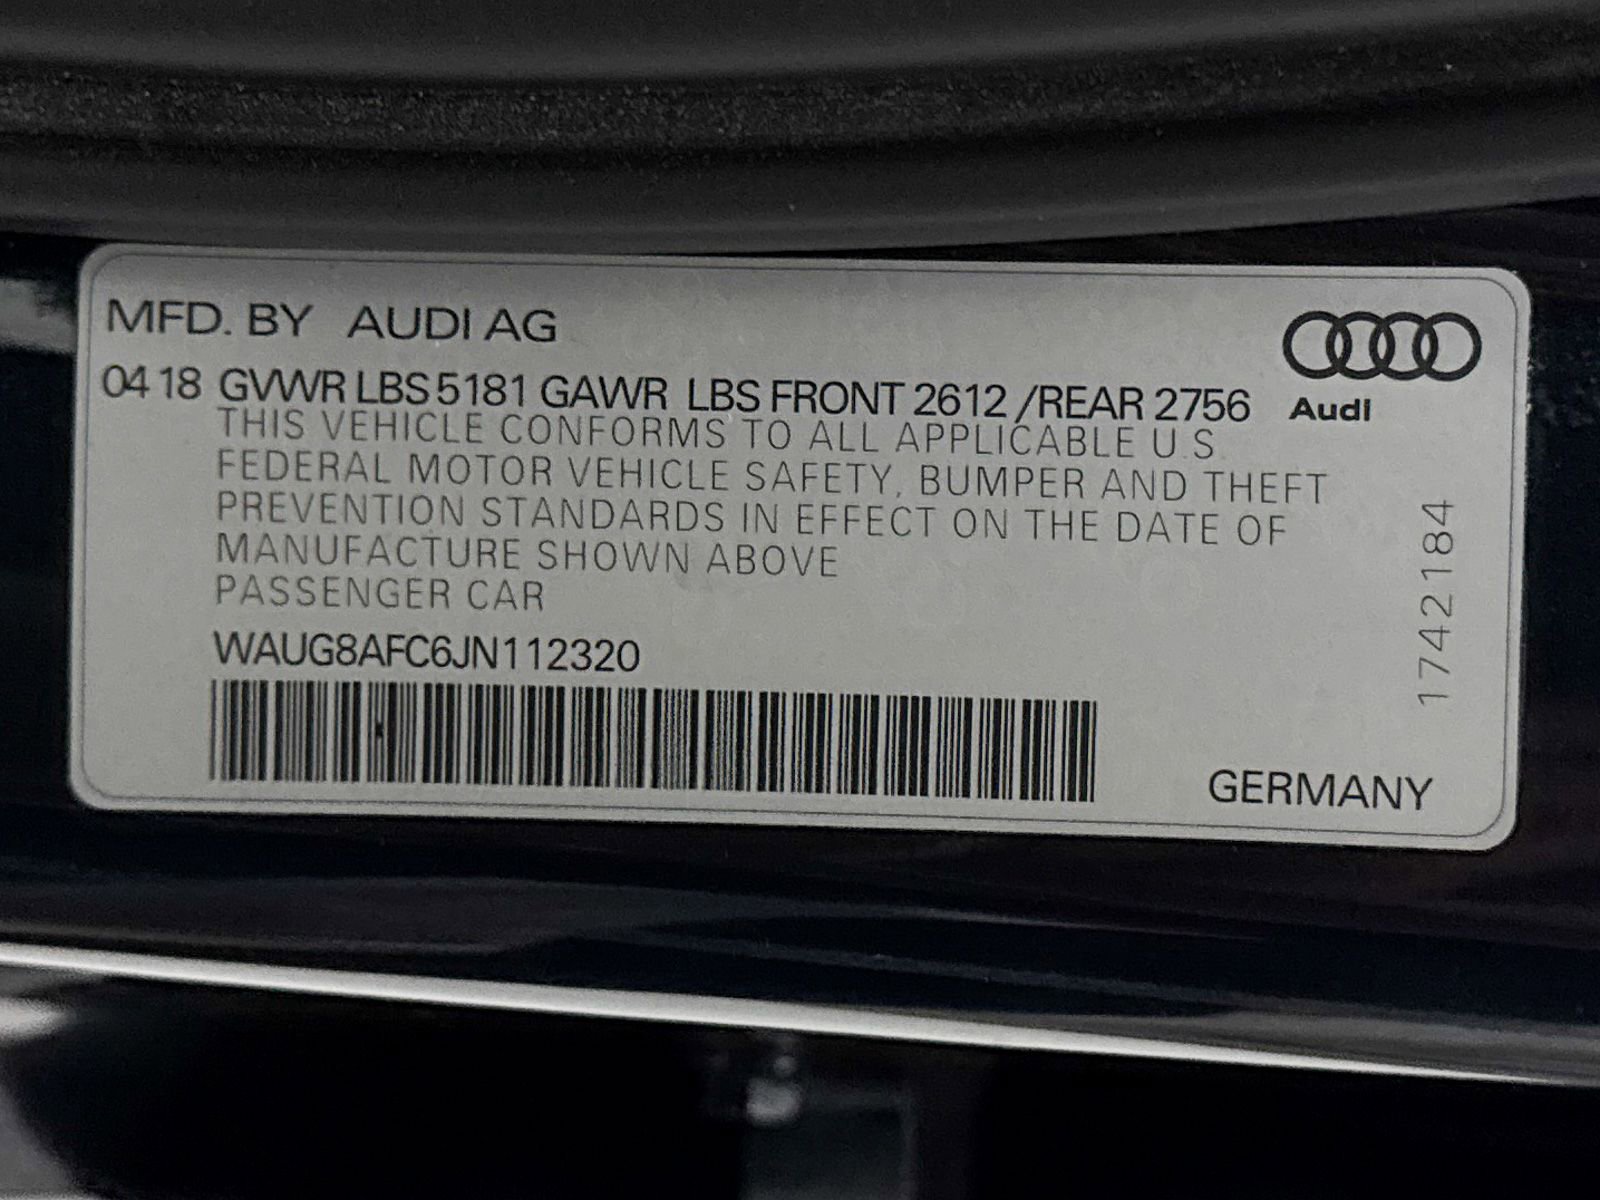 MFD. BY AUDI AG
04 18 GVWR LBS 5181 GAWR LBS FRONT 2612 /REAR 2756
Audi
THIS VEHICLE CONFORMS TO ALL APPLICABLE U.S.
FEDERAL MOTOR VEHICLE SAFETY, BUMPER AND THEFT
PREVENTION STANDARDS IN EFFECT ON THE DATE OF
MANUFACTURE SHOWN ABOVE
PASSENGER CAR
WAUG8AFC6JN112320
1742184
GERMANY